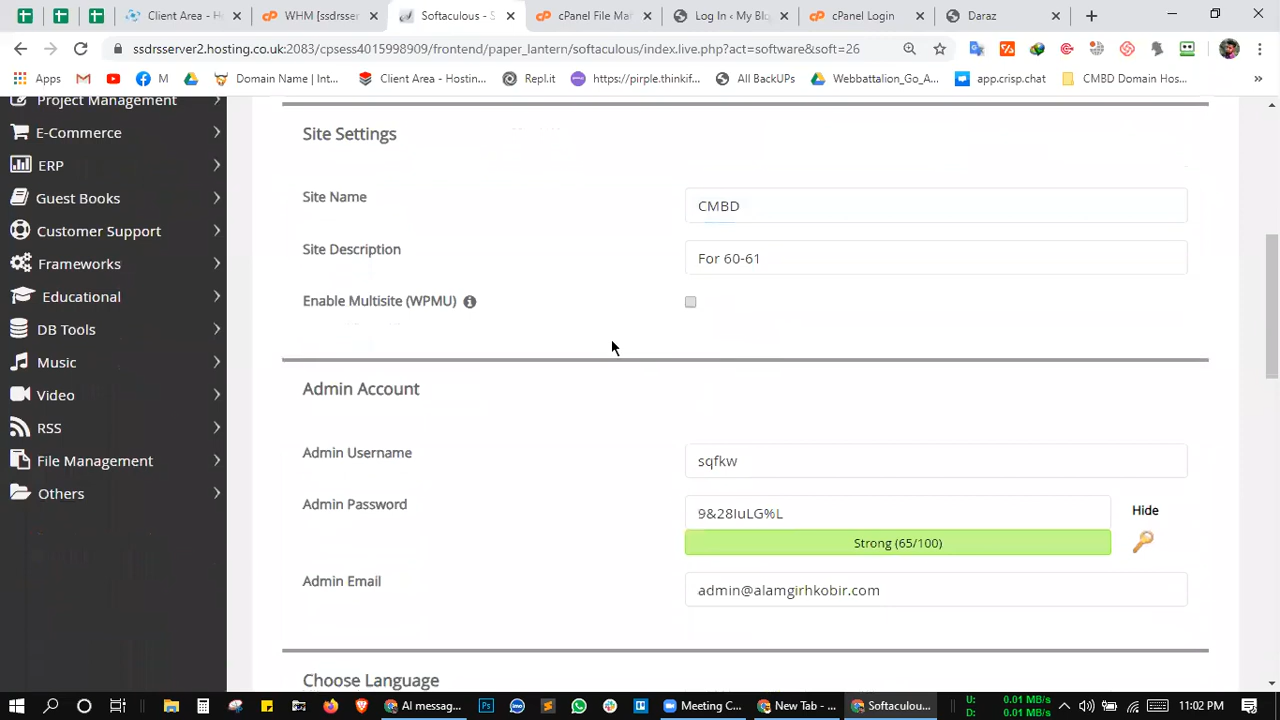 Client Area - H
WHM [ssdrsser
Softaculous - S
cPanel File Ma
Log In ‹ My Bl
cPanel Login
Daraz
ssdrsserver2.hosting.co.uk:2083/cpsess4015998909/frontend/paper_lantern/softaculous/index.live.php?act=software&soft=26
Apps
M
Domain Name | Int...
Client Area - Hostin...
Repl.it
https://pirple.thinkif...
All BackUPs
Webbattalion_Go_A...
app.crisp.chat
CMBD Domain Hos...
»
Project Management
E-Commerce
ERP
Guest Books
Customer Support
Frameworks
Educational
DB Tools
Music
Video
RSS
File Management
Others
Site Settings
Site Name
CMBD
Site Description
For 60-61
Enable Multisite (WPMU)
Admin Account
Admin Username
sqfkw
Admin Password
9&28IuLG%L
Hide
Strong (65/100)
Admin Email
admin@alamgirhkobir.com
Choose Language
AI messag...
Meeting C...
New Tab - ...
Softaculou...
U: 0.01 MB/s
D: 0.01 MB/s
11:02 PM